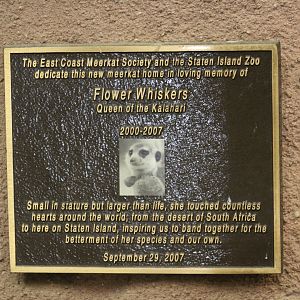 The East Coast Meerkat Society and the Staten Island Zoo
dedicate this new meerkat home in loving memory of
Flower Whiskers
Queen of the Kalahari
2000-2007
Small in stature but larger than life, she touched countless
hearts around the world; from the desert of South Africa
to here on Staten Island, inspiring us to band together for the
betterment of her species and our own.
September 29, 2007